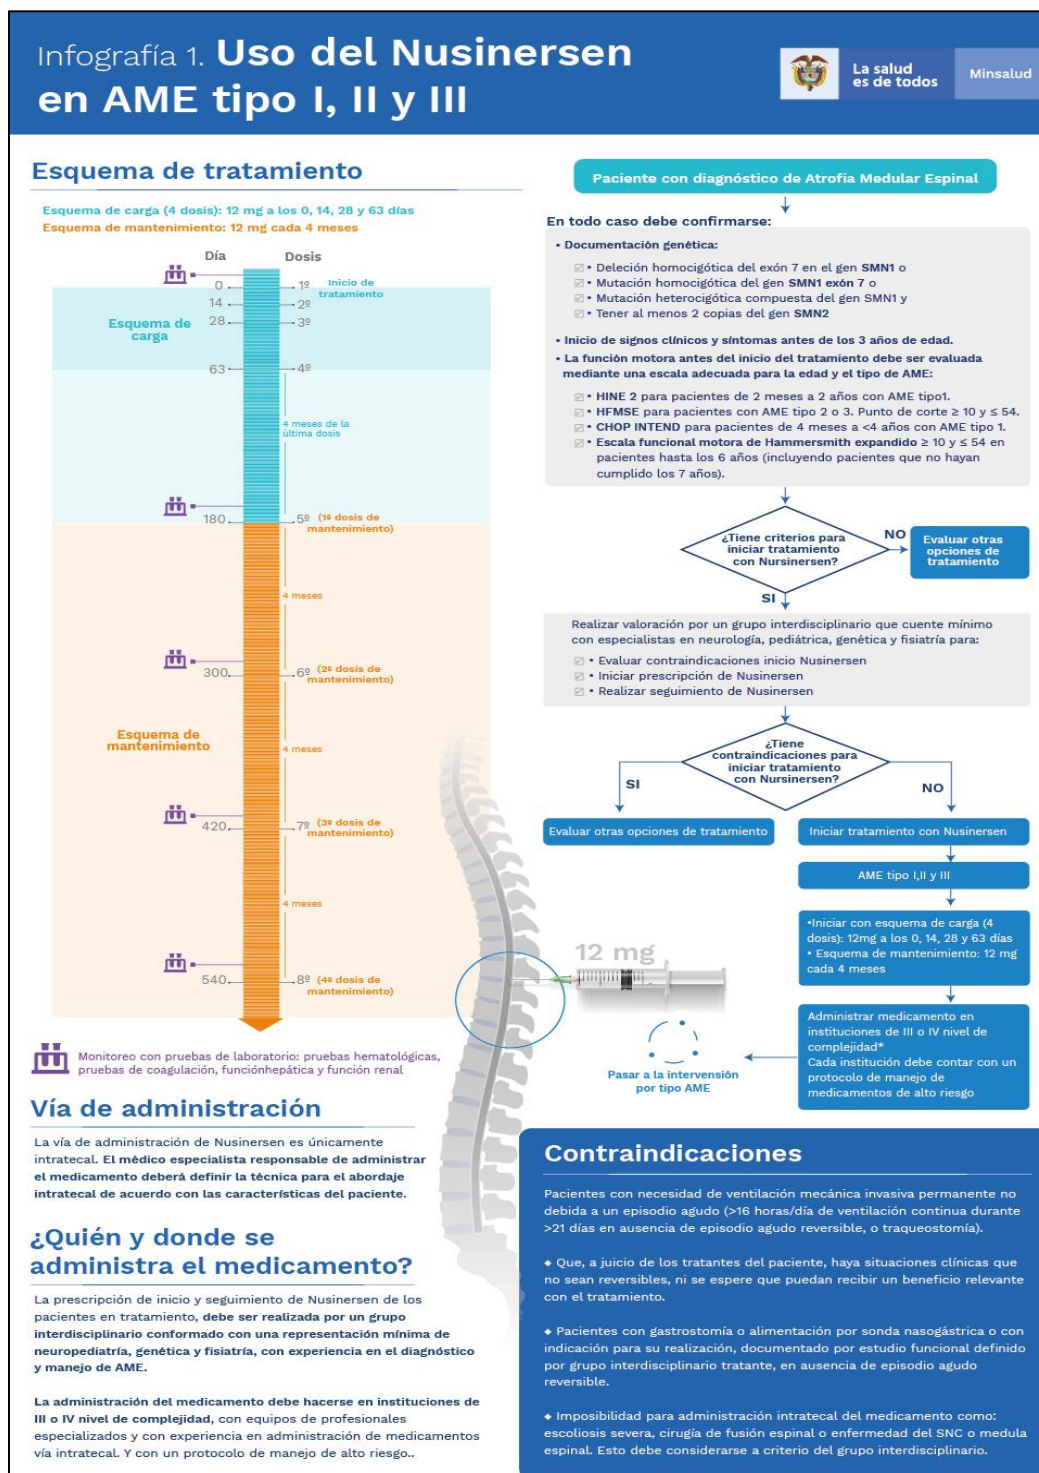 Infografía 1. Uso del Nusinersen
en AME tipo I, II y III
La salud
es de todos
Minsalud
Esquema de tratamiento
Esquema de carga (4 dosis): 12 mg a los 0, 14, 28 y 63 días
Esquema de mantenimiento: 12 mg cada 4 meses
Día
Dosis
0
1º
Inicio de
tratamiento
14
2º
Esquema de
carga
28
3º
63
4º
4 meses de la
última dosis
180
5º
(1º dosis de
mantenimiento)
4 meses
300
6º
(2º dosis de
mantenimiento)
Esquema de
mantenimiento
4 meses
420
7º
(3º dosis de
mantenimiento)
4 meses
540
8º
(4º dosis de
mantenimiento)
Monitoreo con pruebas de laboratorio: pruebas hematológicas,
pruebas de coagulación, funciónhepática y función renal
Vía de administración
La vía de administración de Nusinersen es únicamente
intratecal. El médico especialista responsable de administrar
el medicamento deberá definir la técnica para el abordaje
intratecal de acuerdo con las características del paciente.
¿Quién y donde se
administra el medicamento?
La prescripción de inicio y seguimiento de Nusinersen de los
pacientes en tratamiento, debe ser realizada por un grupo
interdisciplinario conformado con una representación mínima de
neuropediatría, genética y fisiatría, con experiencia en el diagnóstico
y manejo de AME.
La administración del medicamento debe hacerse en instituciones de
III o IV nivel de complejidad, con equipos de profesionales
especializados y con experiencia en administración de medicamentos
vía intratecal. Y con un protocolo de manejo de alto riesgo..
Paciente con diagnóstico de Atrofia Medular Espinal
En todo caso debe confirmarse:
• Documentación genética:
• Deleción homocigótica del exón 7 en el gen SMN1 o
• Mutación homocigótica del gen SMN1 exón 7 o
• Mutación heterocigótica compuesta del gen SMN1 y
• Tener al menos 2 copias del gen SMN2
• Inicio de signos clínicos y síntomas antes de los 3 años de edad.
• La función motora antes del inicio del tratamiento debe ser evaluada
mediante una escala adecuada para la edad y el tipo de AME:
• HINE 2 para pacientes de 2 meses a 2 años con AME tipo1.
• HFMSE para pacientes con AME tipo 2 o 3. Punto de corte ≥ 10 y ≤ 54.
• CHOP INTEND para pacientes de 4 meses a <4 años con AME tipo 1.
• Escala funcional motora de Hammersmith expandido ≥ 10 y ≤ 54 en
pacientes hasta los 6 años (incluyendo pacientes que no hayan
cumplido los 7 años).
¿Tiene criterios para
iniciar tratamiento
con Nursinersen?
NO
Evaluar otras
opciones de
tratamiento
SI
Realizar valoración por un grupo interdisciplinario que cuente mínimo
con especialistas en neurología, pediátrica, genética y fisiatría para:
• Evaluar contraindicaciones inicio Nusinersen
• Iniciar prescripción de Nusinersen
• Realizar seguimiento de Nusinersen
¿Tiene
contraindicaciones para
iniciar tratamiento
con Nursinersen?
SI
NO
Evaluar otras opciones de tratamiento
Iniciar tratamiento con Nusinersen
AME tipo I,II y III
•Iniciar con esquema de carga (4
dosis): 12mg a los 0, 14, 28 y 63 días
• Esquema de mantenimiento: 12 mg
cada 4 meses
12 mg
Administrar medicamento en
instituciones de III o IV nivel de
complejidad*
Cada institución debe contar con un
protocolo de manejo de
medicamentos de alto riesgo
Pasar a la intervención
por tipo AME
Contraindicaciones
Pacientes con necesidad de ventilación mecánica invasiva permanente no
debida a un episodio agudo (>16 horas/día de ventilación continua durante
>21 días en ausencia de episodio agudo reversible, o traqueostomía).
◆ Que, a juicio de los tratantes del paciente, haya situaciones clínicas que
no sean reversibles, ni se espere que puedan recibir un beneficio relevante
con el tratamiento.
◆ Pacientes con gastrostomía o alimentación por sonda nasogástrica o con
indicación para su realización, documentado por estudio funcional definido
por grupo interdisciplinario tratante, en ausencia de episodio agudo
reversible.
◆ Imposibilidad para administración intratecal del medicamento como:
escoliosis severa, cirugía de fusión espinal o enfermedad del SNC o medula
espinal. Esto debe considerarse a criterio del grupo interdisciplinario.